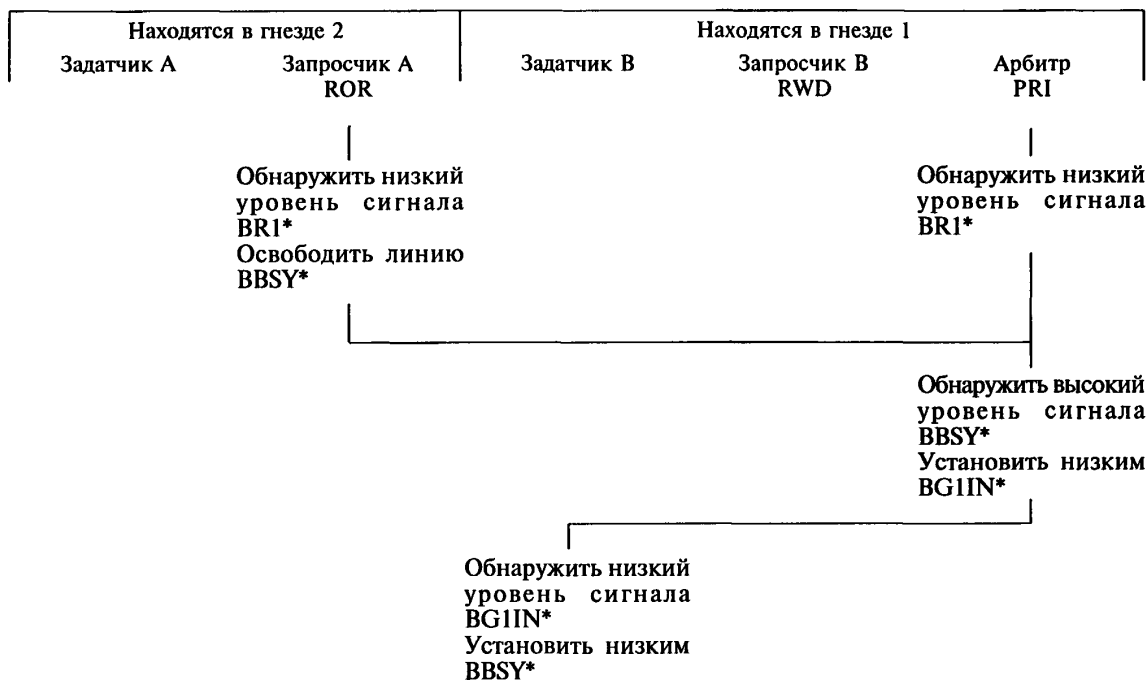 Находятся в гнезде 2
Находятся в гнезде 1
Задатчик А
Запросчик А
ROR
Задатчик В
Запросчик В
RWD
Арбитр
PRI
Обнаружить низкий
уровень сигнала
BR1*
Освободить линию
BBSY*
Обнаружить низкий
уровень сигнала
BR1*
Обнаружить высокий
уровень сигнала
BBSY*
Установить низким
BG1IN*
Обнаружить низкий
уровень сигнала
BG1IN*
Установить низким
BBSY*